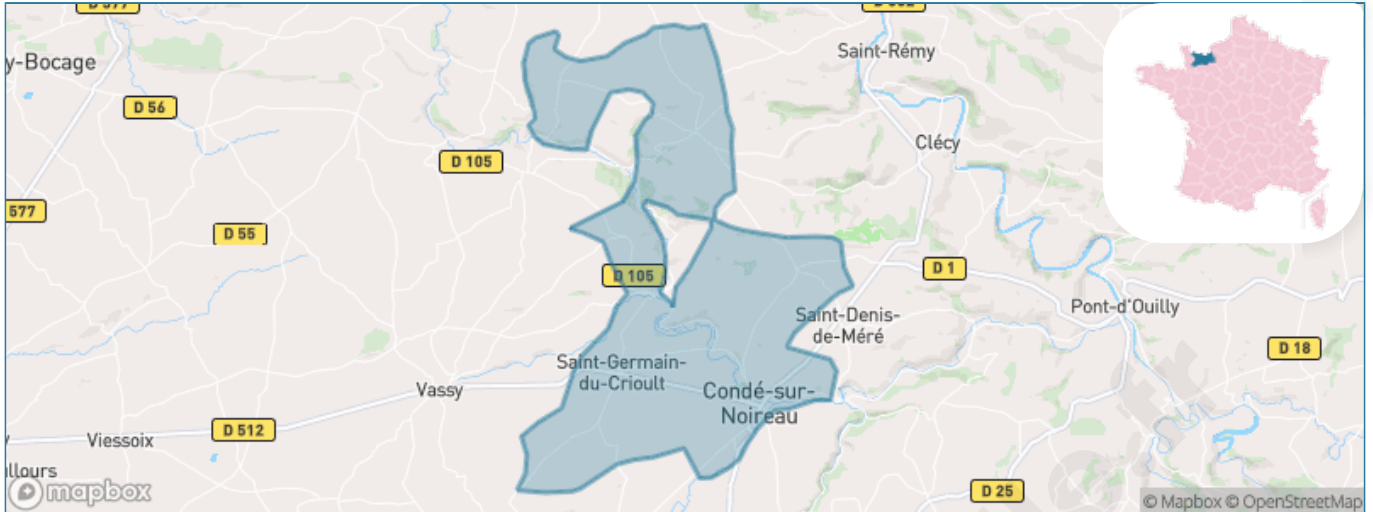 D 577
y-Bocage
D 56
D 105
577
D 55
D 105
Saint-Rémy
Clécy
D 1
Pont-d'Ouilly
Saint-Denis-
de-Méré
D 18
Saint-Germain-
du-Crioult
Condé-sur-
Noireau
Vassy
Viessoix
D 512
llours
D 25
mapbox
© Mapbox © OpenStreetMap